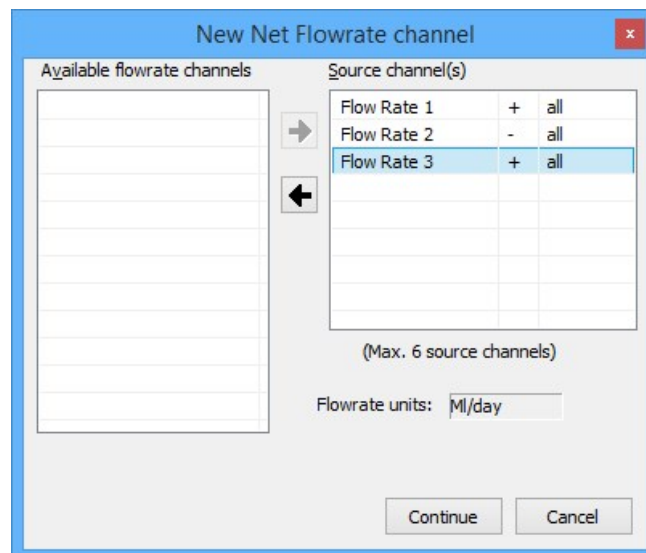 New Net Flowrate channel
x
Available flowrate channels
Source channel(s)
Flow Rate 1 + all
Flow Rate 2 - all
Flow Rate 3 + all
(Max. 6 source channels)
Flowrate units: Ml/day
Continue Cancel